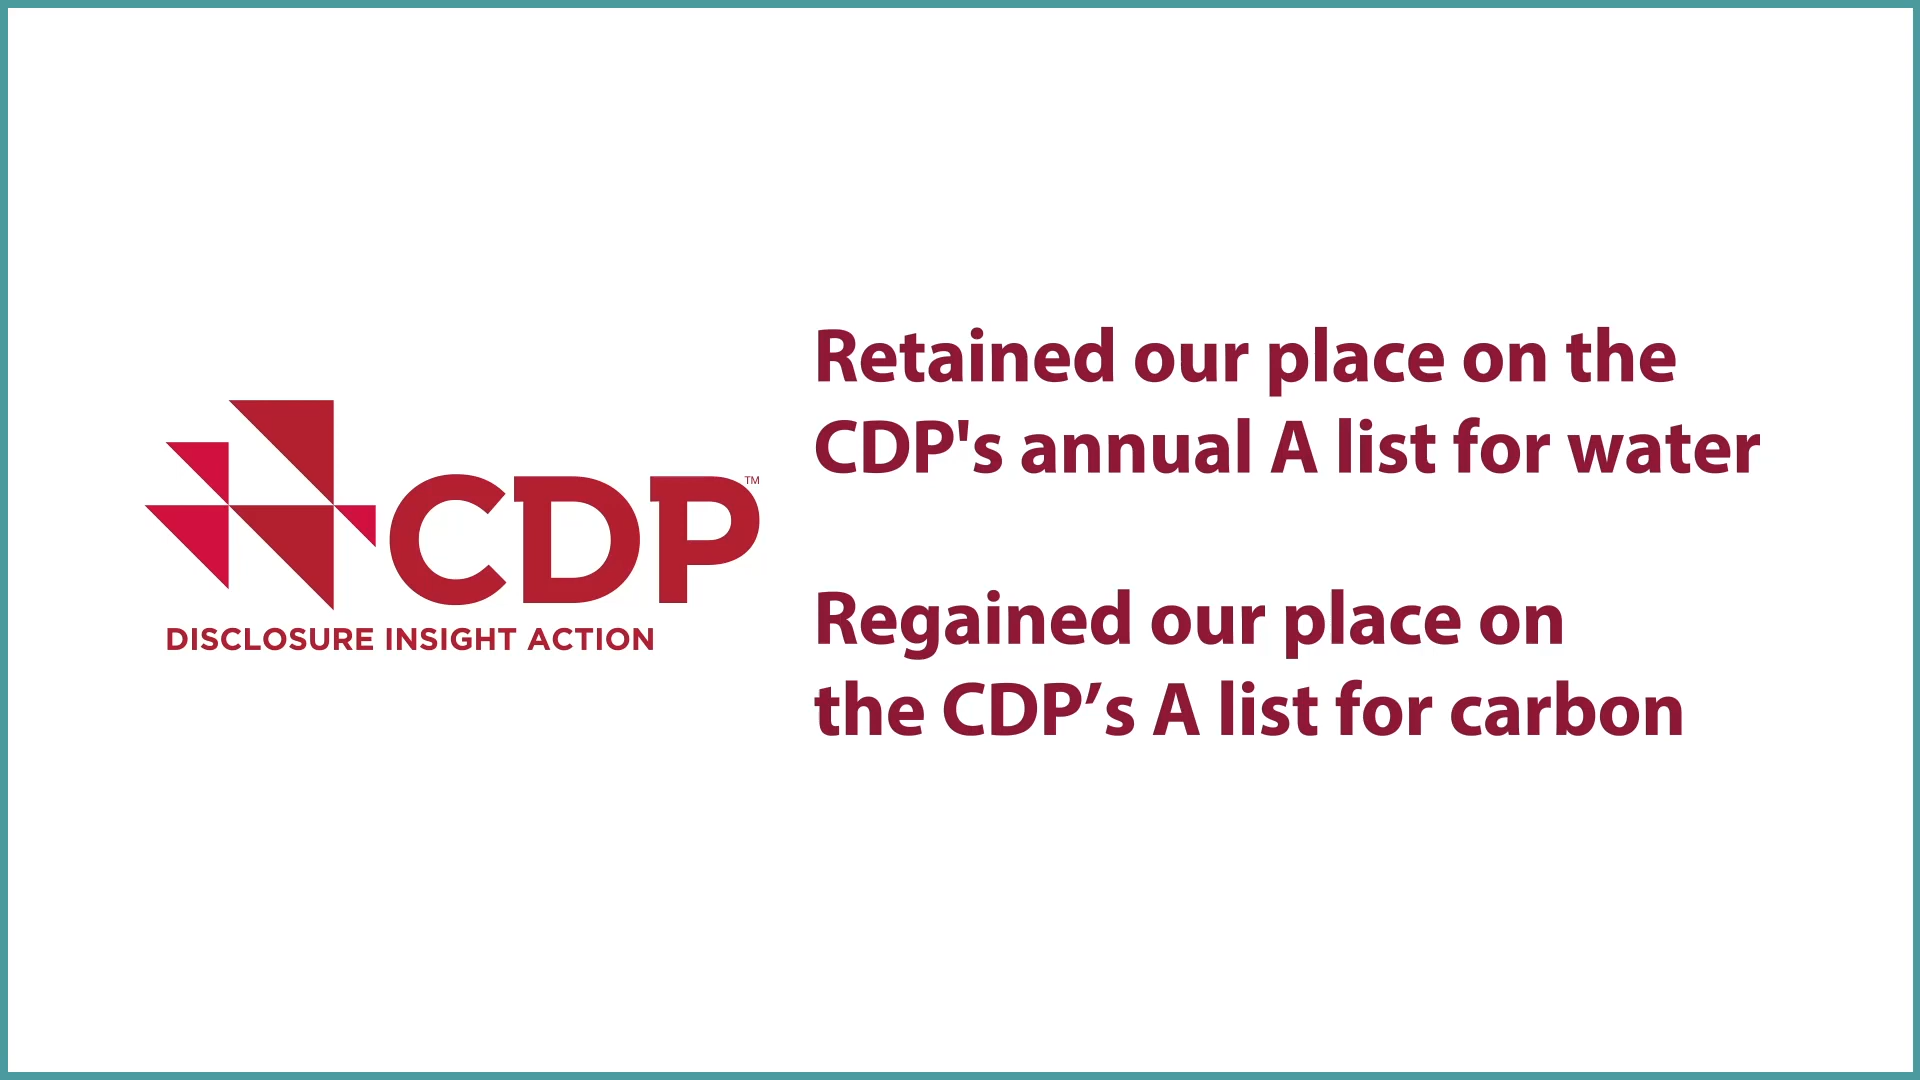 CDP™
DISCLOSURE INSIGHT ACTION
Retained our place on the
CDP's annual A list for water
Regained our place on
the CDP’s A list for carbon